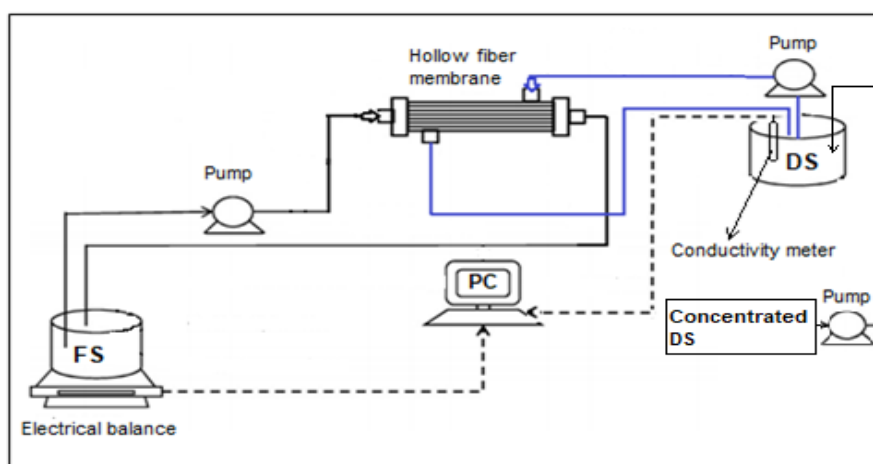 Pump
Hollow fiber
membrane
DS
Pump
Conductivity meter
PC
Pump
Concentrated
DS
FS
Electrical balance